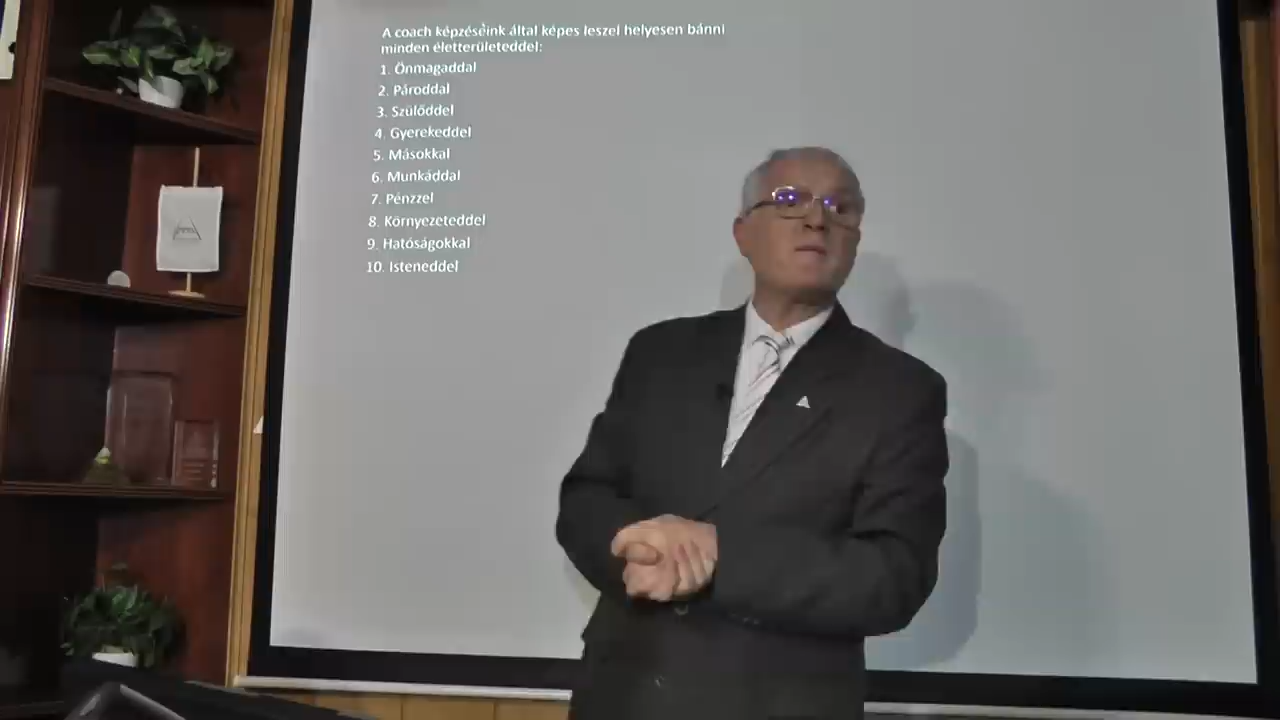 A coach képzéseink által képes leszel helyesen bánni
minden életterületeddel:
1. Önmagaddal
2. Pároddal
3. Szülőddel
4. Gyerekeddel
5. Másokkal
6. Munkáddal
7. Pénzzel
8. Környezeteddel
9. Hatóságokkal
10. Isteneddel